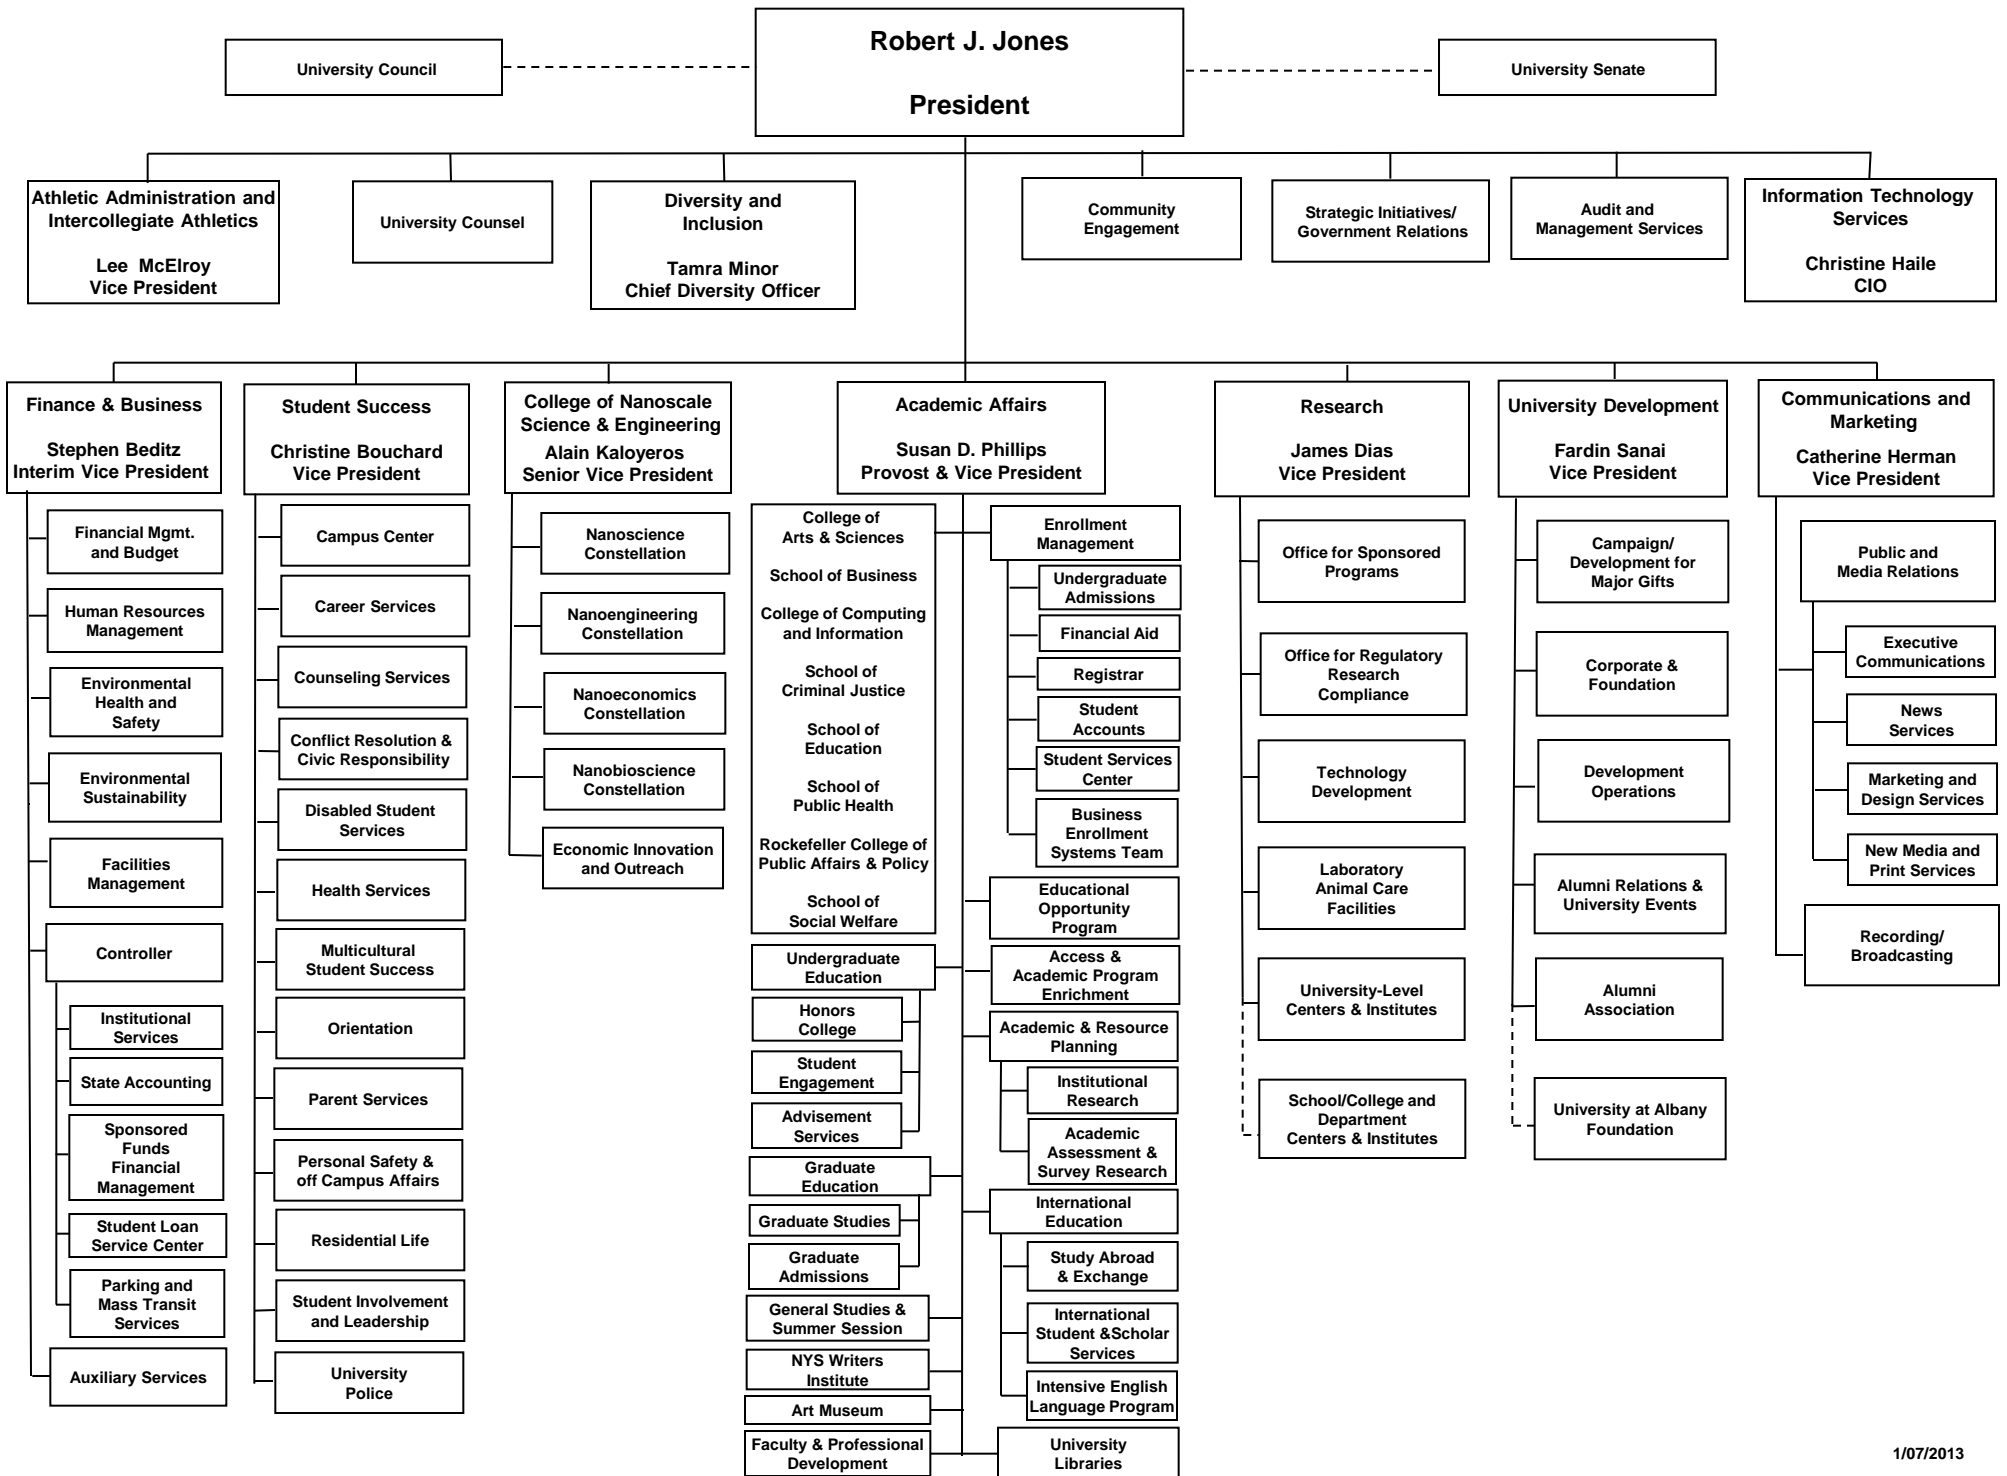 Robert J. Jones
President
University Council
University Senate
Athletic Administration and
Intercollegiate Athletics
Lee McElroy
Vice President
University Counsel
Diversity and
Inclusion
Tamra Minor
Chief Diversity Officer
Community
Engagement
Strategic Initiatives/
Government Relations
Audit and
Management Services
Information Technology
Services
Christine Haile
CIO
Finance & Business
Stephen Beditz
Interim Vice President
Financial Mgmt.
and Budget
Human Resources
Management
Environmental
Health and
Safety
Environmental
Sustainability
Facilities
Management
Controller
Institutional
Services
State Accounting
Sponsored
Funds
Financial
Management
Student Loan
Service Center
Parking and
Mass Transit
Services
Auxiliary Services
Student Success
Christine Bouchard
Vice President
Campus Center
Career Services
Counseling Services
Conflict Resolution &
Civic Responsibility
Disabled Student
Services
Health Services
Multicultural
Student Success
Orientation
Parent Services
Personal Safety &
off Campus Affairs
Residential Life
Student Involvement
and Leadership
University
Police
College of Nanoscale
Science & Engineering
Alain Kaloyeros
Senior Vice President
Nanoscience
Constellation
Nanoengineering
Constellation
Nanoeconomics
Constellation
Nanobioscience
Constellation
Economic Innovation
and Outreach
Academic Affairs
Susan D. Phillips
Provost & Vice President
College of
Arts & Sciences
School of Business
College of Computing
and Information
School of
Criminal Justice
School of
Education
School of
Public Health
Rockefeller College of
Public Affairs & Policy
School of
Social Welfare
Undergraduate
Education
Honors
College
Student
Engagement
Advisement
Services
Graduate
Education
Graduate Studies
Graduate
Admissions
General Studies &
Summer Session
NYS Writers
Institute
Art Museum
Faculty & Professional
Development
Enrollment
Management
Undergraduate
Admissions
Financial Aid
Registrar
Student
Accounts
Student Services
Center
Business
Enrollment
Systems Team
Educational
Opportunity
Program
Access &
Academic Program
Enrichment
Academic & Resource
Planning
Institutional
Research
Academic
Assessment &
Survey Research
International
Education
Study Abroad
& Exchange
International
Student &Scholar
Services
Intensive English
Language Program
University
Libraries
Research
James Dias
Vice President
Office for Sponsored
Programs
Office for Regulatory
Research
Compliance
Technology
Development
Laboratory
Animal Care
Facilities
University-Level
Centers & Institutes
School/College and
Department
Centers & Institutes
University Development
Fardin Sanai
Vice President
Campaign/
Development for
Major Gifts
Corporate &
Foundation
Development
Operations
Alumni Relations &
University Events
Alumni
Association
University at Albany
Foundation
Communications and
Marketing
Catherine Herman
Vice President
Public and
Media Relations
Executive
Communications
News
Services
Marketing and
Design Services
New Media and
Print Services
Recording/
Broadcasting
1/07/2013